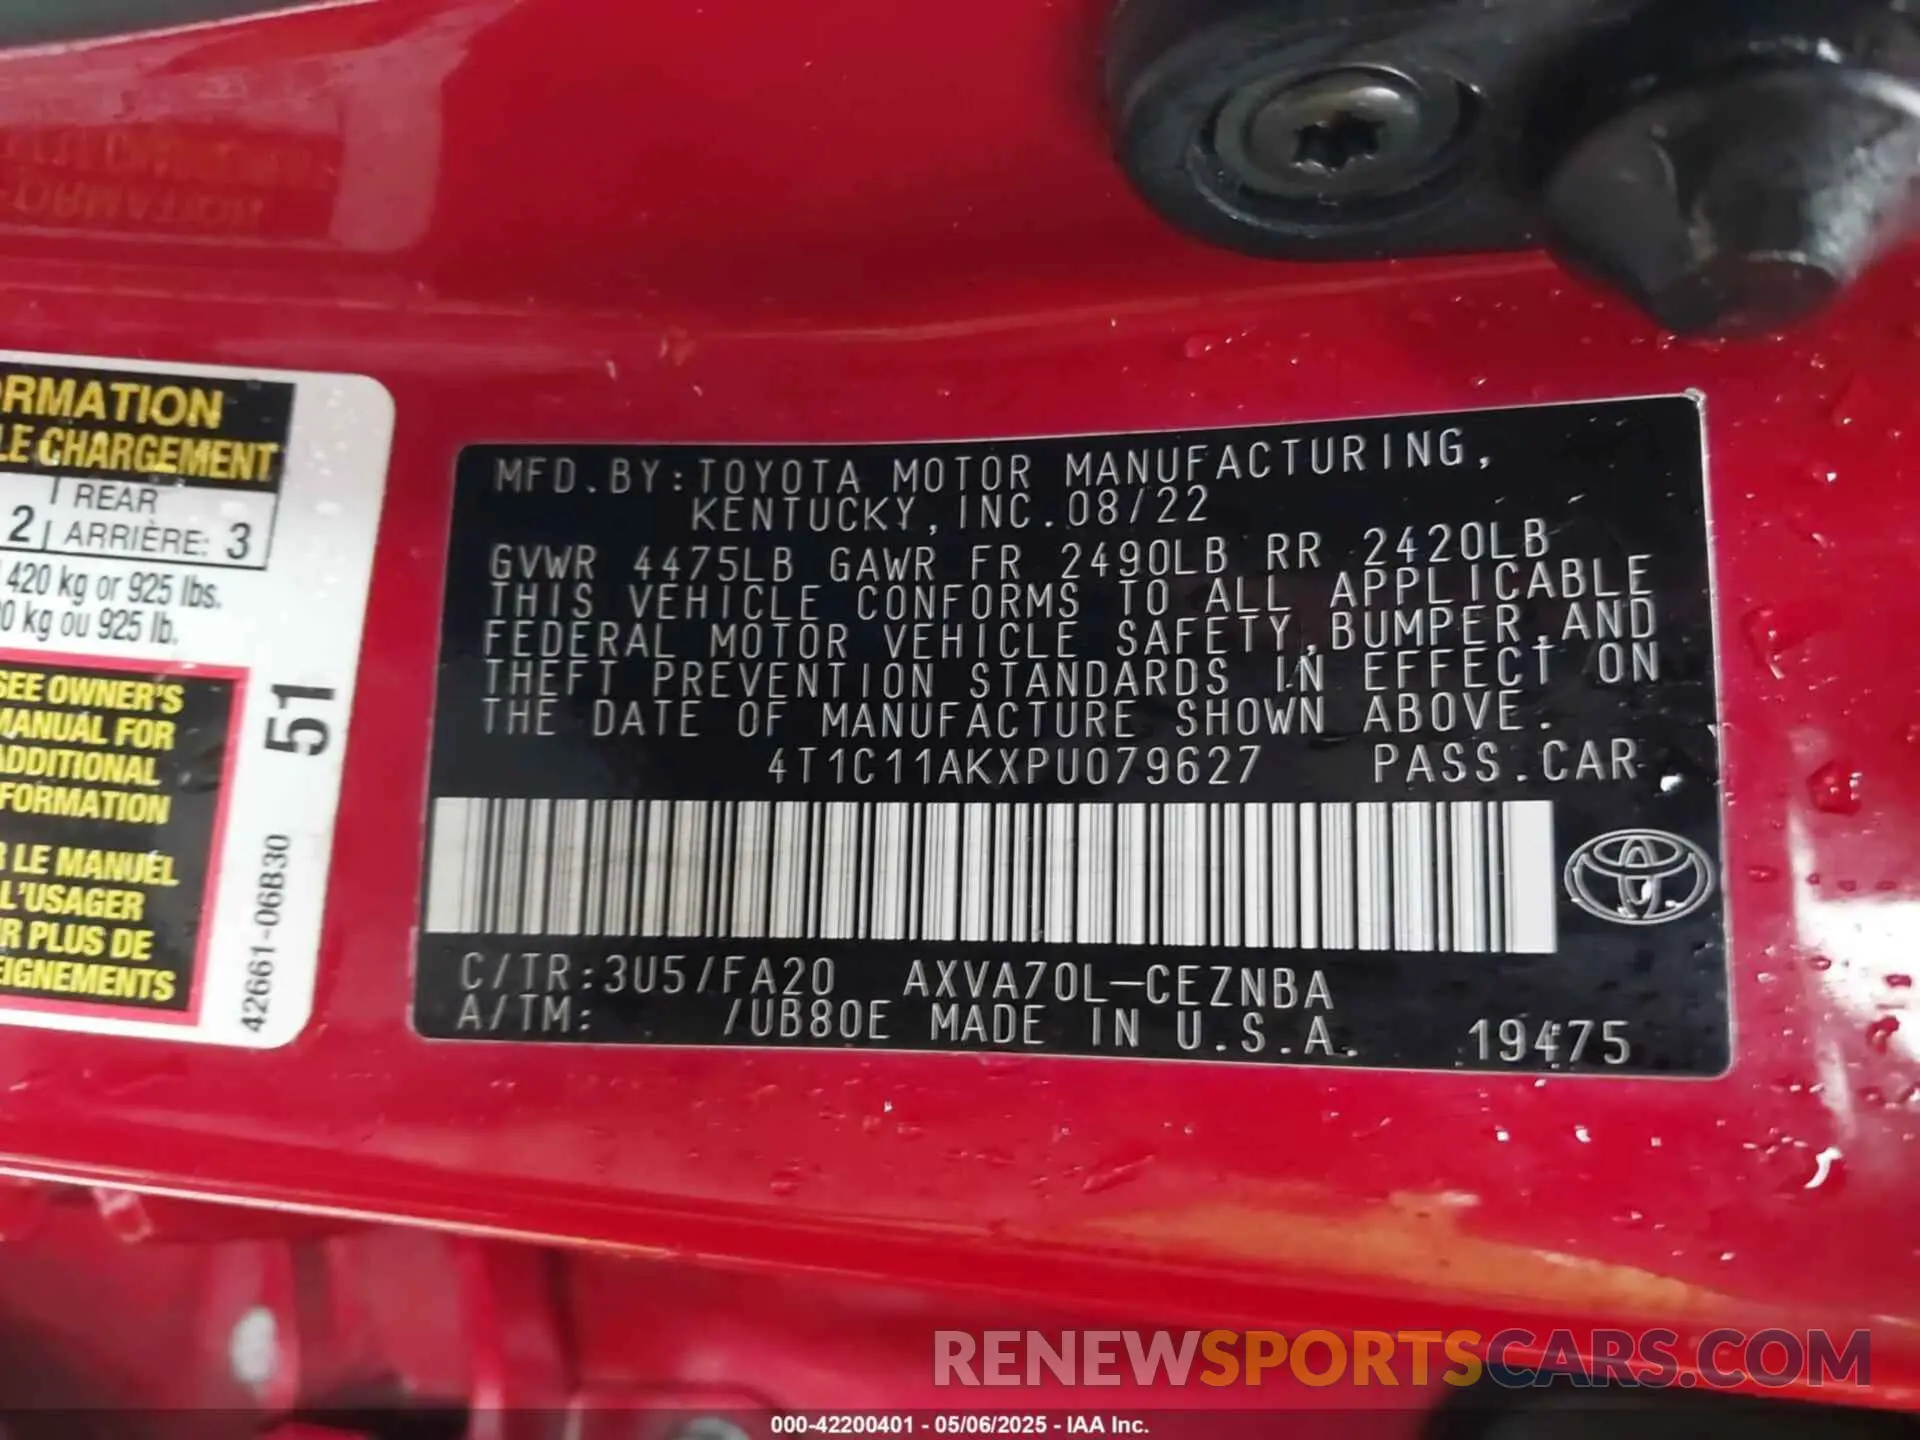 RMATION
LE CHARGEMENT
2 REAR
ARRIÈRE: 3
420 kg or 925 lbs.
0 kg ou 925 lb.
SEE OWNER'S
MANUAL FOR
ADDITIONAL
FORMATION
R LE MANUEL
L'USAGER
R PLUS DE
EIGNEMENTS
51
42661-06B30
MFD.BY:TOYOTA MOTOR MANUFACTURING,
KENTUCKY,INC.08/22
GVWR 4475LB GAWR FR 2490LB RR 2420LB
THIS VEHICLE CONFORMS TO ALL APPLICABLE
FEDERAL MOTOR VEHICLE SAFETY,BUMPER,AND
THEFT PREVENTION STANDARDS IN EFFECT ON
THE DATE OF MANUFACTURE SHOWN ABOVE.
4T1C11AKXPU079627 PASS.CAR
C/TR:3U5/FA20 AXVA70L-CEZNBA
A/TM: /UB80E MADE IN U.S.A. 19475
RENEWSPORTSCARS.COM
000-42200401 - 05/06/2025 - IAA Inc.